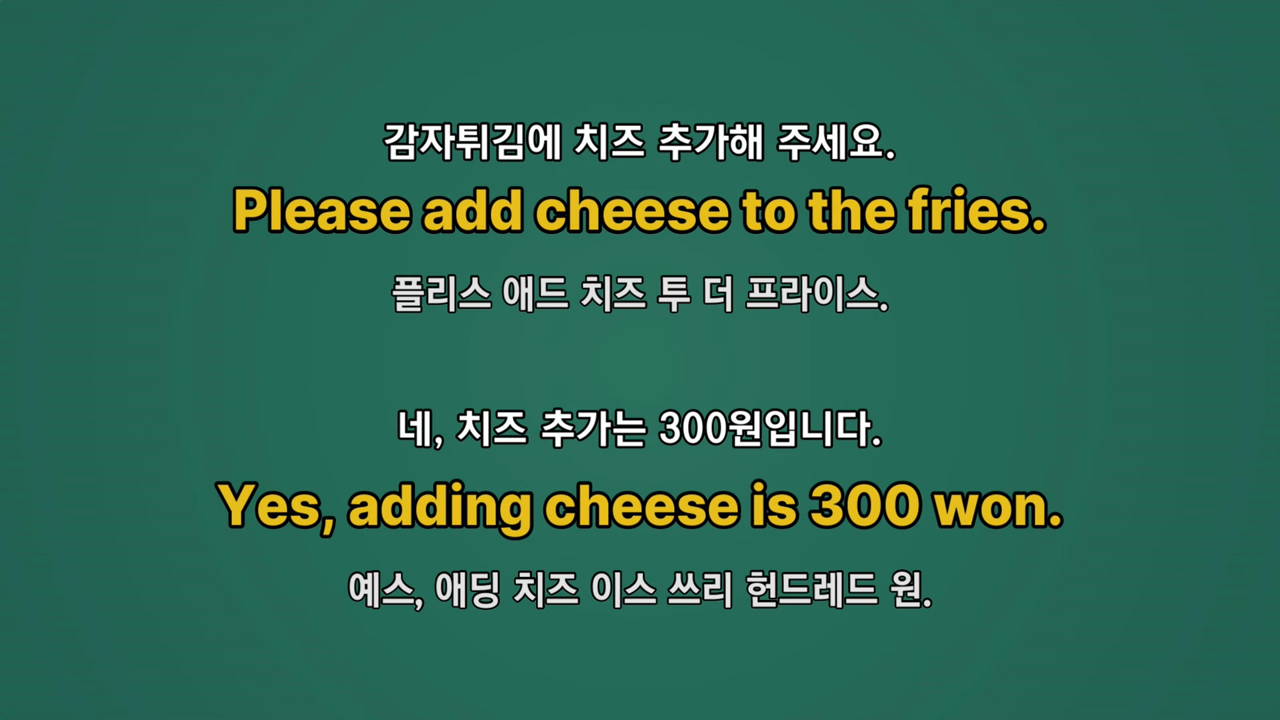 감자튀김에 치즈 추가해 주세요.
Please add cheese to the fries.
플리스 애드 치즈 투 더 프라이스.
네, 치즈 추가는 300원입니다.
Yes, adding cheese is 300 won.
예스, 애딩 치즈 이스 쓰리 헌드레드 원.